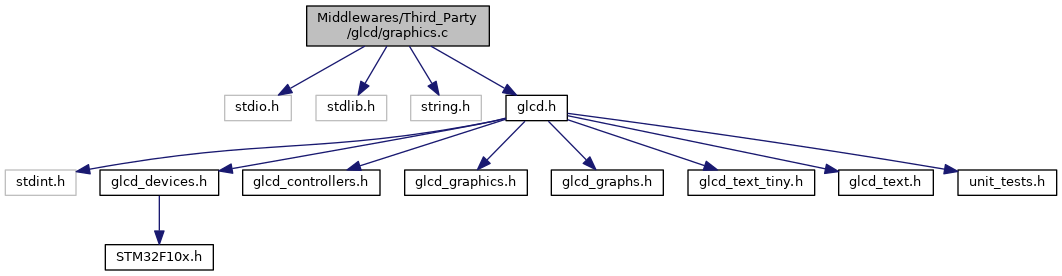 Middlewares/Third_Party
/glcd/graphics.c
stdio.h
stdlib.h
string.h
glcd.h
stdint.h
glcd_devices.h
glcd_controllers.h
glcd_graphics.h
glcd_graphs.h
glcd_text_tiny.h
glcd_text.h
unit_tests.h
STM32F10x.h